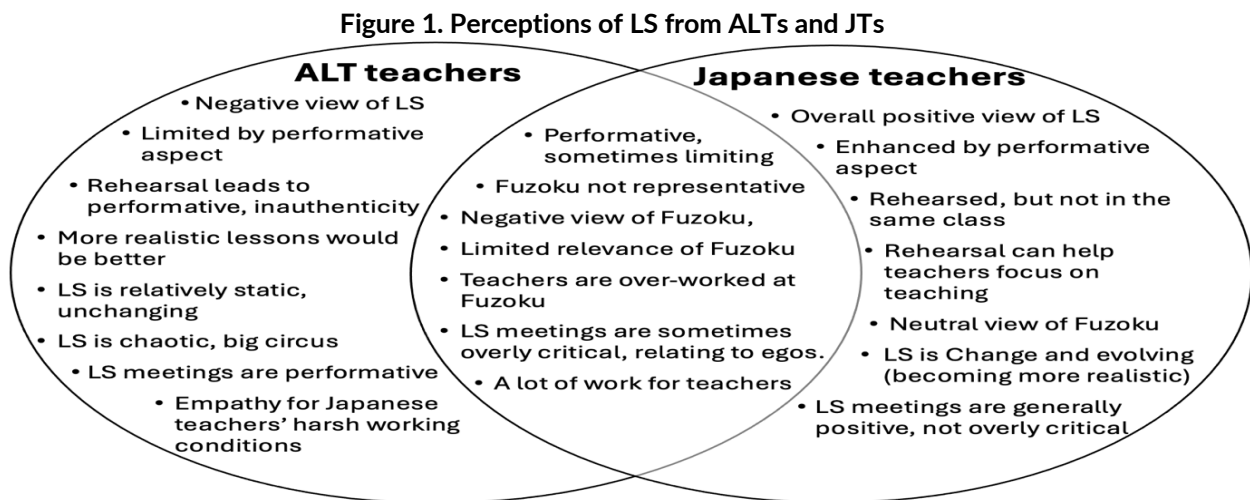 Figure 1. Perceptions of LS from ALTs and JTs
ALT teachers
• Negative view of LS
• Limited by performative
aspect
• Rehearsal leads to
performative, inauthenticity
• More realistic lessons would
be better
• LS is relatively static,
unchanging
• LS is chaotic, big circus
• LS meetings are performative
• Empathy for Japanese
teachers’ harsh working
conditions
• Performative,
sometimes limiting
• Fuzoku not representative
• Negative view of Fuzoku,
• Limited relevance of Fuzoku
• Teachers are over-worked at
Fuzoku
• LS meetings are sometimes
overly critical, relating to egos.
• A lot of work for teachers
Japanese teachers
• Overall positive view of LS
• Enhanced by performative
aspect
• Rehearsed, but not in the
same class
• Rehearsal can help
teachers focus on
teaching
• Neutral view of Fuzoku
• LS is Change and evolving
(becoming more realistic)
• LS meetings are generally
positive, not overly critical